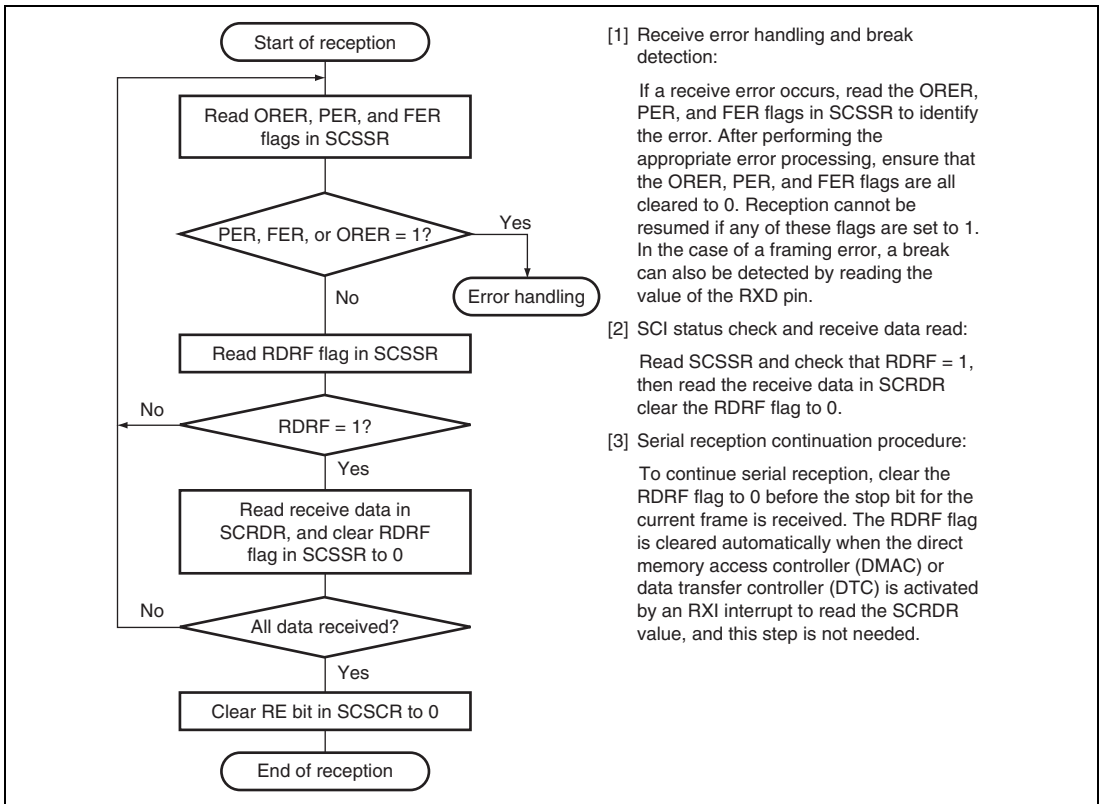 Start of reception
Read ORER, PER, and FER
flags in SCSSR
PER, FER, or ORER = 1?
Yes
Error handling
No
Read RDRF flag in SCSSR
No
RDRF = 1?
Yes
Read receive data in
SCRDR, and clear RDRF
flag in SCSSR to 0
No
All data received?
Yes
Clear RE bit in SCSCR to 0
End of reception
[1] Receive error handling and break
detection:
If a receive error occurs, read the ORER,
PER, and FER flags in SCSSR to identify
the error. After performing the
appropriate error processing, ensure that
the ORER, PER, and FER flags are all
cleared to 0. Reception cannot be
resumed if any of these flags are set to 1.
In the case of a framing error, a break
can also be detected by reading the
value of the RXD pin.
[2] SCI status check and receive data read:
Read SCSSR and check that RDRF = 1,
then read the receive data in SCRDR
clear the RDRF flag to 0.
[3] Serial reception continuation procedure:
To continue serial reception, clear the
RDRF flag to 0 before the stop bit for the
current frame is received. The RDRF flag
is cleared automatically when the direct
memory access controller (DMAC) or
data transfer controller (DTC) is activated
by an RXI interrupt to read the SCRDR
value, and this step is not needed.